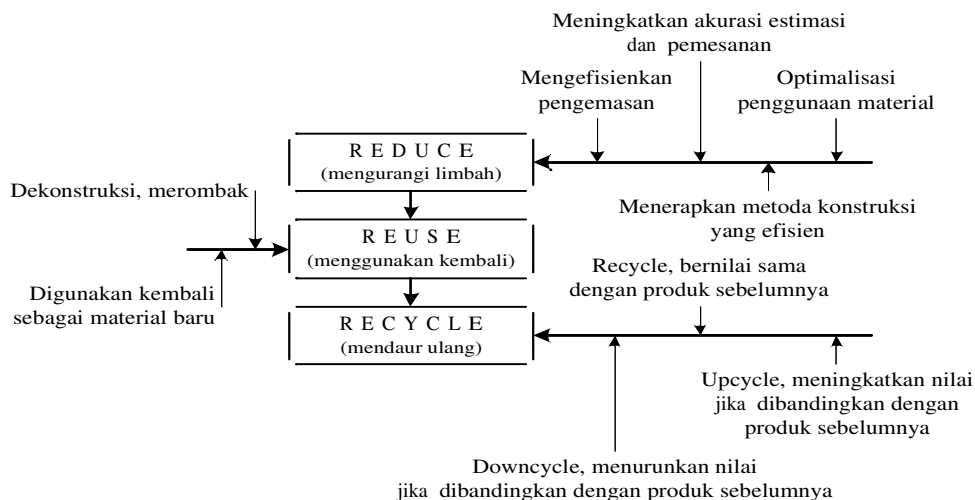 Meningkatkan akurasi estimasi
dan pemesanan
Mengefisienkan
pengemasan
Optimalisasi
penggunaan material
R E D U C E
(mengurangi limbah)
Menerapkan metoda konstruksi
yang efisien
Dekonstruksi, merombak
R E U S E
(menggunakan kembali)
Digunakan kembali
sebagai material baru
Recycle, bernilai sama
dengan produk sebelumnya
R E C Y C L E
(mendaur ulang)
Upcycle, meningkatkan nilai
jika dibandingkan dengan
produk sebelumnya
Downcycle, menurunkan nilai
jika dibandingkan dengan produk sebelumnya